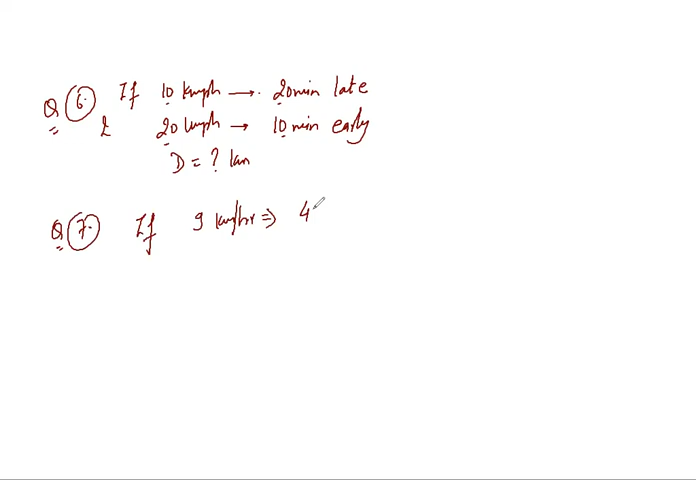 Q 6. If 10 kmph → 20min late
& 20 kmph → 10 min early
D = ? km
Q 7. If 9 km/hr ⇒ 4